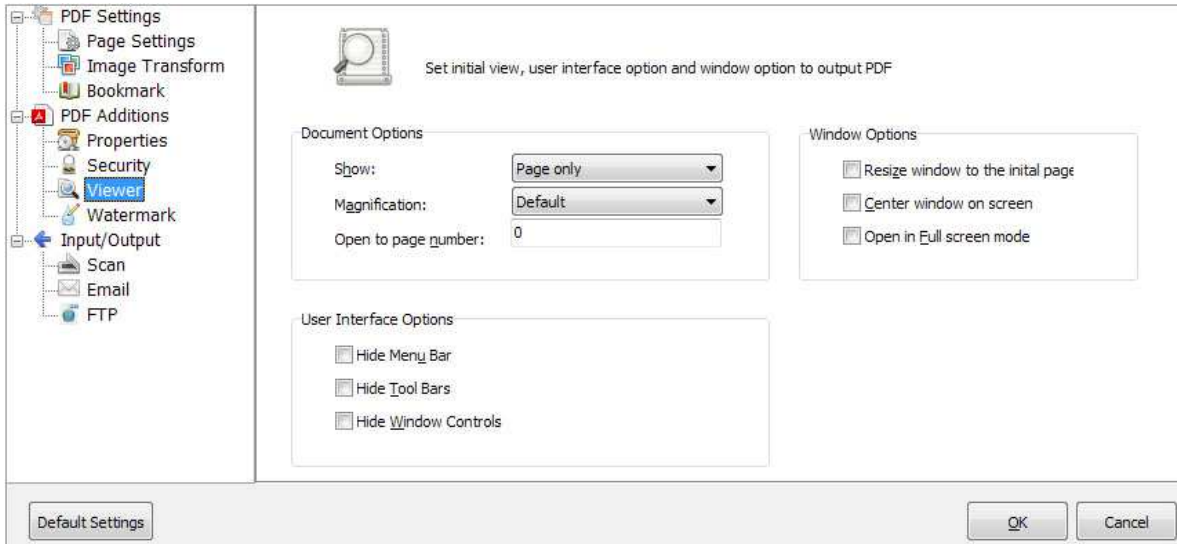 PDF Settings
Page Settings
Image Transform
Bookmark
PDF Additions
Properties
Security
Viewer
Watermark
Input/Output
Scan
Email
FTP
Set initial view, user interface option and window option to output PDF
Document Options
Show:
Page only
Magnification:
Default
Open to page number:
0
Window Options
Resize window to the inital page
Center window on screen
Open in Full screen mode
User Interface Options
Hide Menu Bar
Hide Tool Bars
Hide Window Controls
Default Settings
OK
Cancel